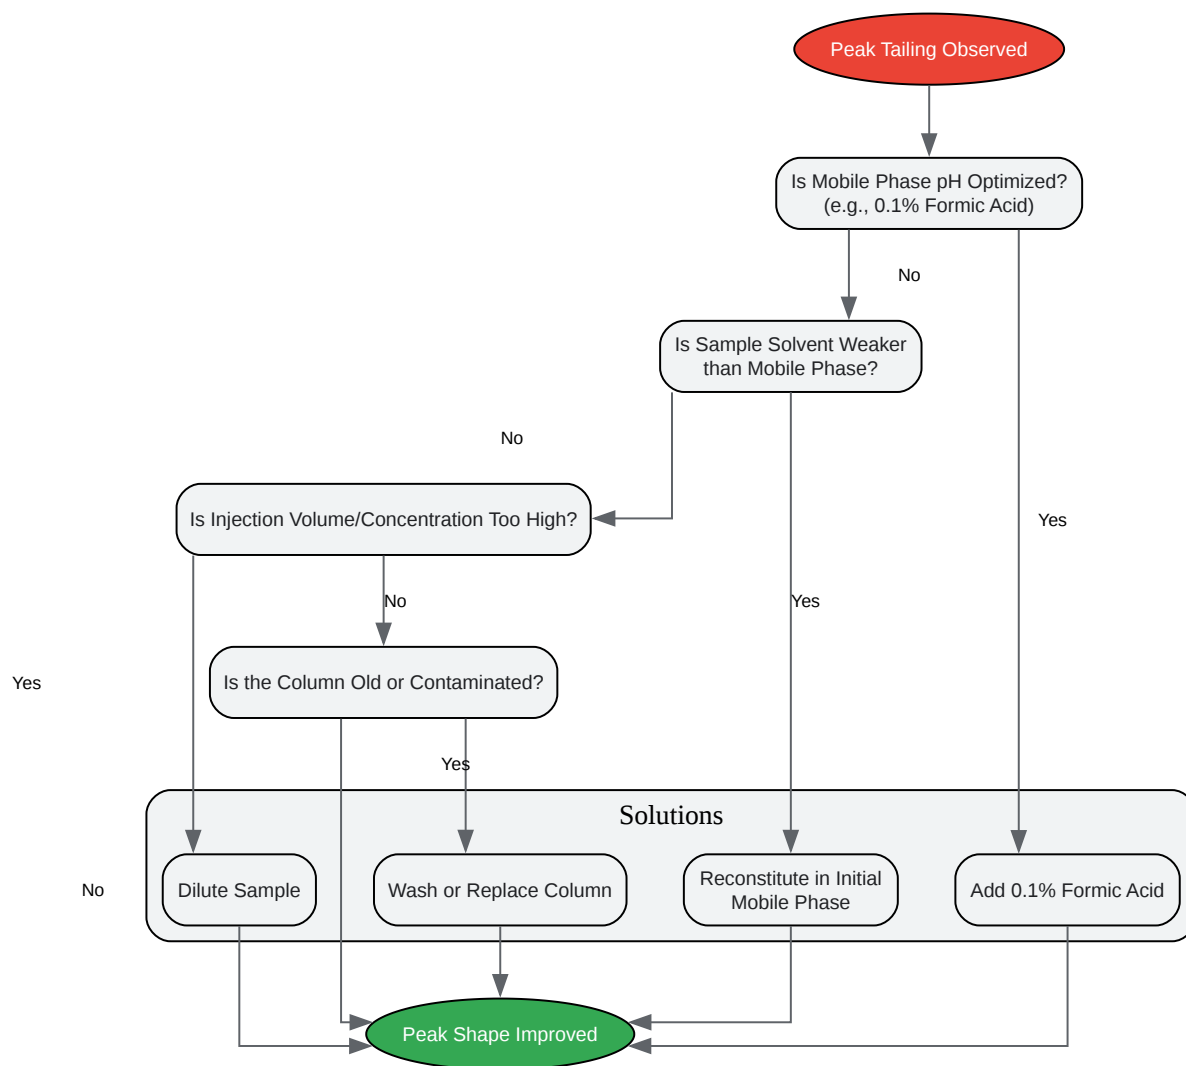 Peak Tailing Observed
Is Mobile Phase pH Optimized?
(e.g., 0.1% Formic Acid)
No
Is Sample Solvent Weaker
than Mobile Phase?
No
Is Injection Volume/Concentration Too High?
Yes
No
Yes
Is the Column Old or Contaminated?
Yes
Yes
Solutions
No
Dilute Sample
Wash or Replace Column
Reconstitute in Initial
Mobile Phase
Add 0.1% Formic Acid
Peak Shape Improved